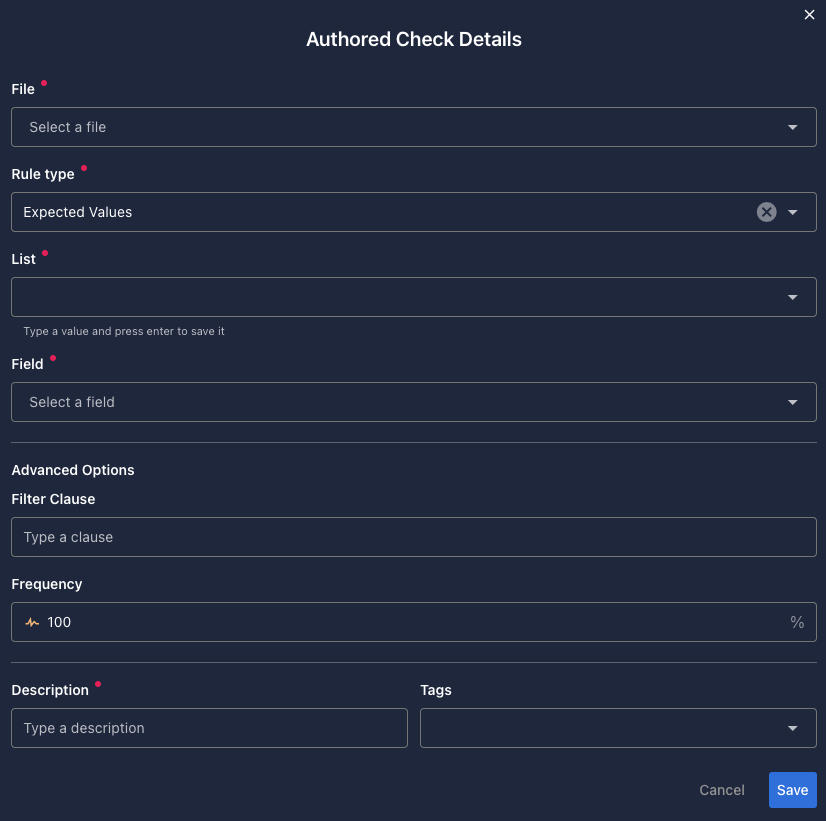 Authored Check Details
File
Select a file
Rule type
Expected Values
List
Type a value and press enter to save it
Field
Select a field
Advanced Options
Filter Clause
Type a clause
Frequency
100 %
Description Tags
Type a description
Cancel Save